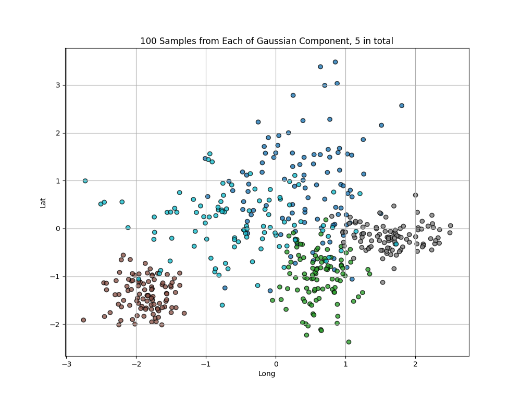 100 Samples from Each of Gaussian Component, 5 in total
3
2
1
0
−1
−2
Lat
−3 −2 −1 0 1 2
Long